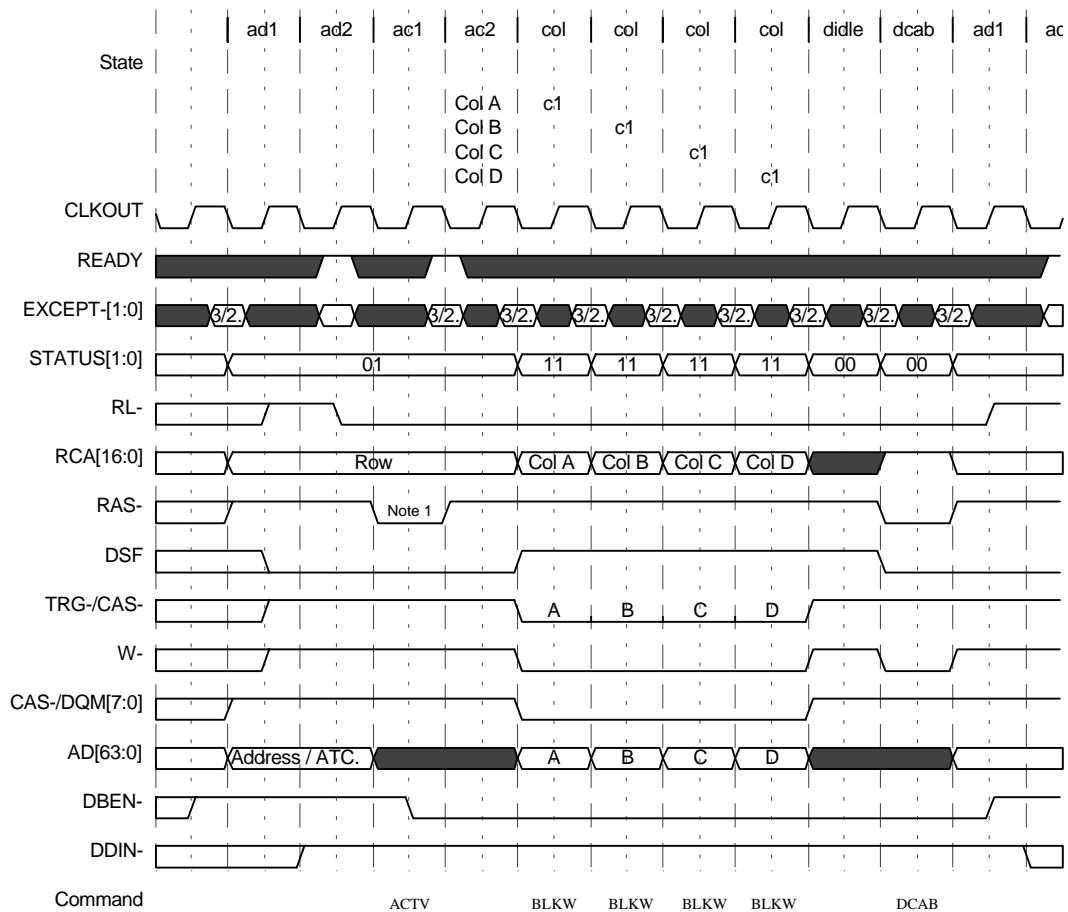 ad1 ad2 ac1 ac2 col col col col didle dcab ad1 ac
State
Col A c1
Col B c1
Col C c1
Col D c1
CLKOUT
READY
EXCEPT-[1:0] 3/2. 3/2. 3/2. 3/2. 3/2. 3/2. 3/2. 3/2. 3/2.
STATUS[1:0] 01 11 11 11 11 00 00
RL-
RCA[16:0] Row Col A Col B Col C Col D
RAS- Note 1
DSF
TRG-/CAS- A B C D
W-
CAS-/DQM[7:0]
AD[63:0] Address / ATC. A B C D
DBEN-
DDIN-
Command ACTV BLKW BLKW BLKW BLKW DCAB